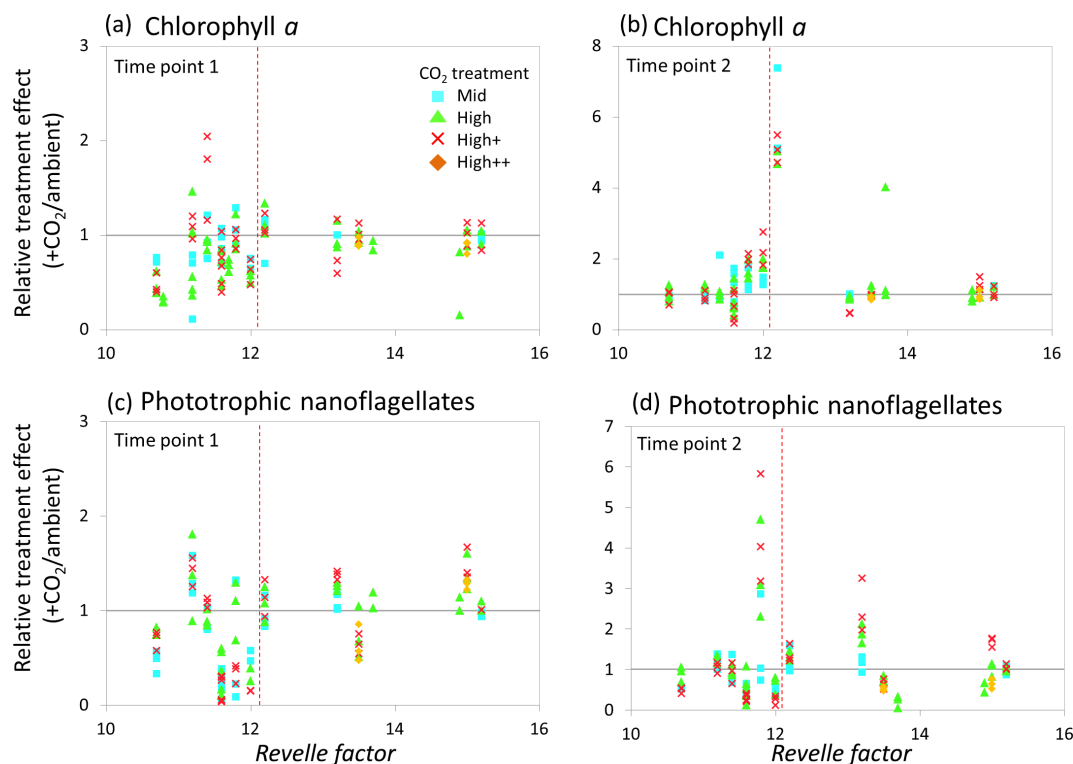 (a) Chlorophyll a
3
2
1
0
Time point 1
CO2 treatment
Mid
High
High+
High++
10 12 14 16
Relative treatment effect
(+CO2/ambient)
(b) Chlorophyll a
8
6
4
2
0
Time point 2
10 12 14 16
(c) Phototrophic nanoflagellates
3
2
1
0
Time point 1
10 12 14 16
Relative treatment effect
(+CO2/ambient)
Revelle factor
(d) Phototrophic nanoflagellates
7
6
5
4
3
2
1
0
Time point 2
10 12 14 16
Revelle factor